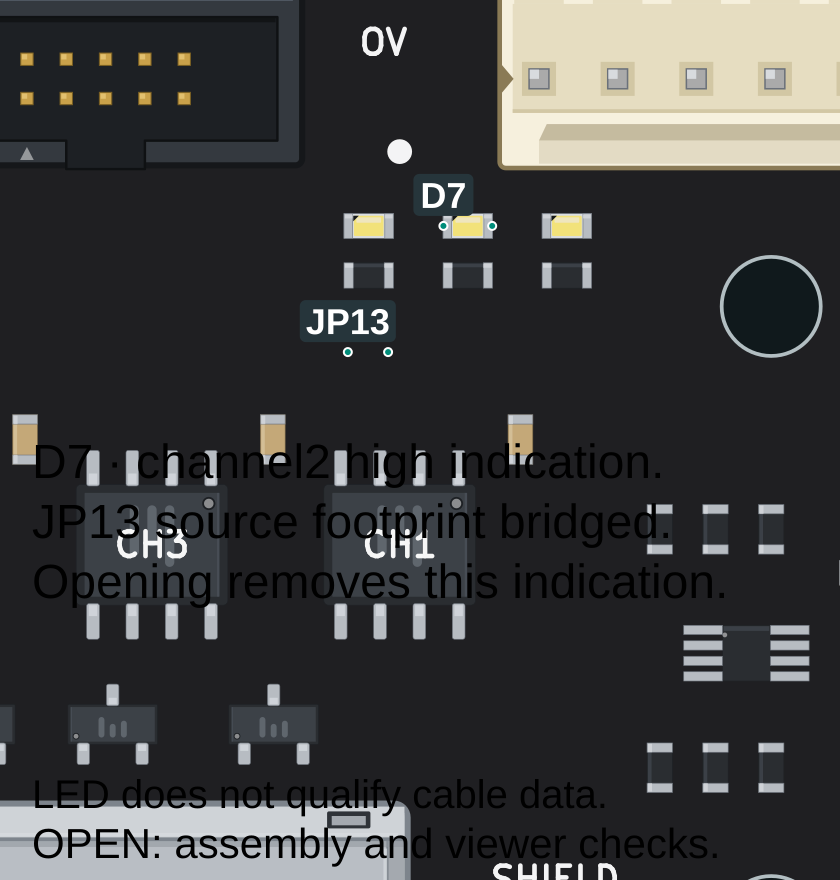 0V
D7
JP13
D7 · channel2 high indication.
JP13 source footprint bridged.
CH3
CH1
Opening removes this indication.
LED does not qualify cable data.
OPEN: assembly and viewer checks.
SHIELD